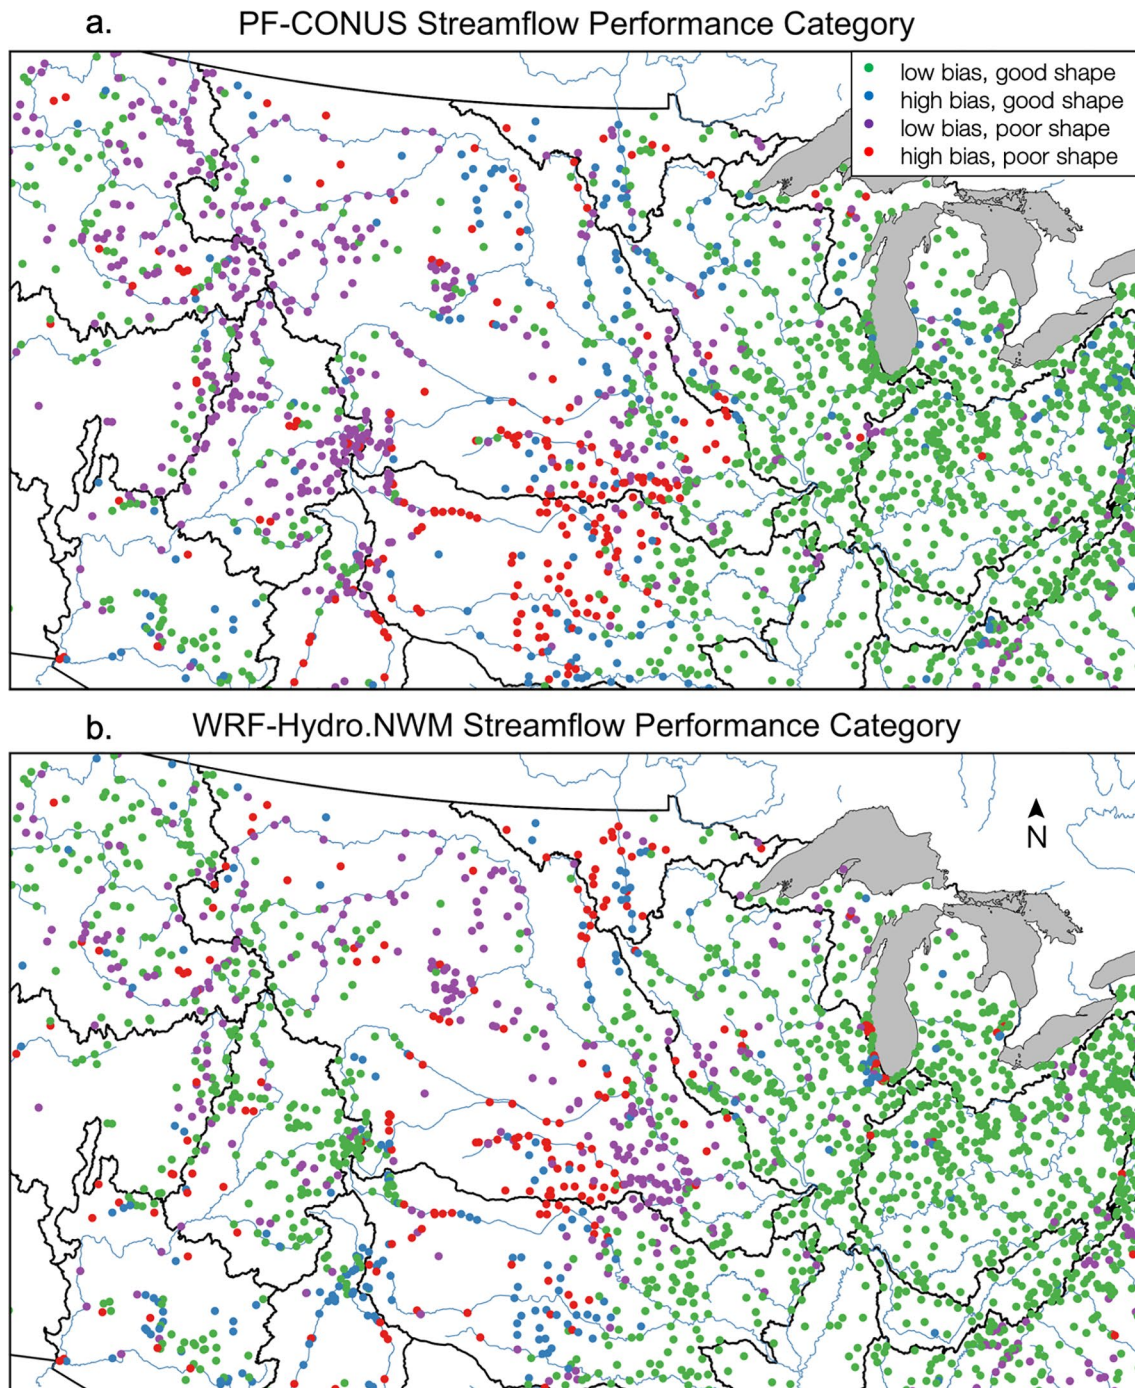 a. PF-CONUS Streamflow Performance Category
low bias, good shape
high bias, good shape
low bias, poor shape
high bias, poor shape
b. WRF-Hydro.NWM Streamflow Performance Category
N